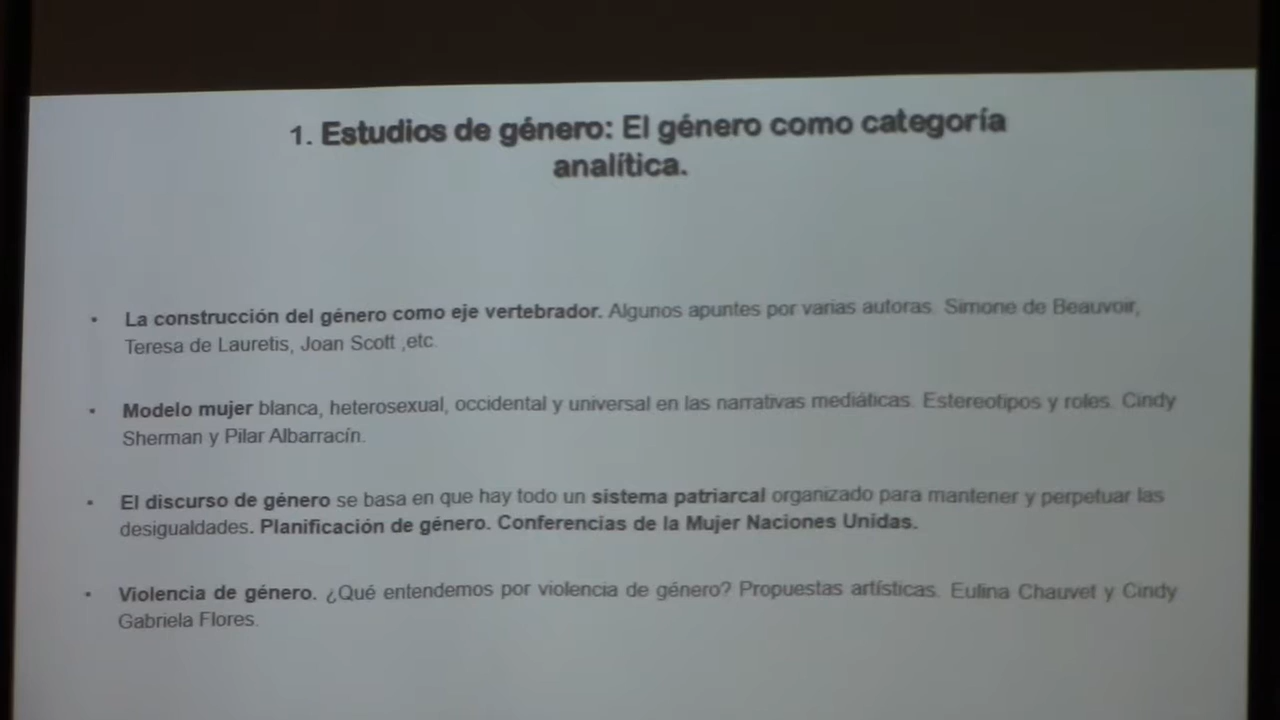 1. Estudios de género: El género como categoría
analítica.
• La construcción del género como eje vertebrador. Algunos apuntes por varias autoras. Simone de Beauvoir,
Teresa de Lauretis, Joan Scott ,etc.
• Modelo mujer blanca, heterosexual, occidental y universal en las narrativas mediáticas. Estereotipos y roles. Cindy
Sherman y Pilar Albarracín.
• El discurso de género se basa en que hay todo un sistema patriarcal organizado para mantener y perpetuar las
desigualdades. Planificación de género. Conferencias de la Mujer Naciones Unidas.
• Violencia de género. ¿Qué entendemos por violencia de género? Propuestas artísticas. Eulina Chauvet y Cindy
Gabriela Flores.